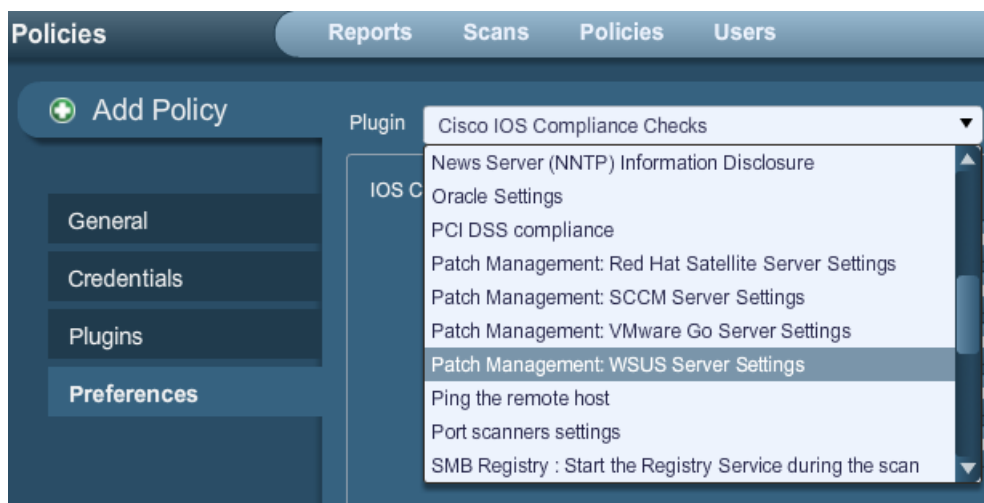 Policies
Reports Scans Policies Users
Add Policy
General
Credentials
Plugins
Preferences
Plugin Cisco IOS Compliance Checks
IOS C
News Server (NNTP) Information Disclosure
Oracle Settings
PCI DSS compliance
Patch Management: Red Hat Satellite Server Settings
Patch Management: SCCM Server Settings
Patch Management: VMware Go Server Settings
Patch Management: WSUS Server Settings
Ping the remote host
Port scanners settings
SMB Registry : Start the Registry Service during the scan